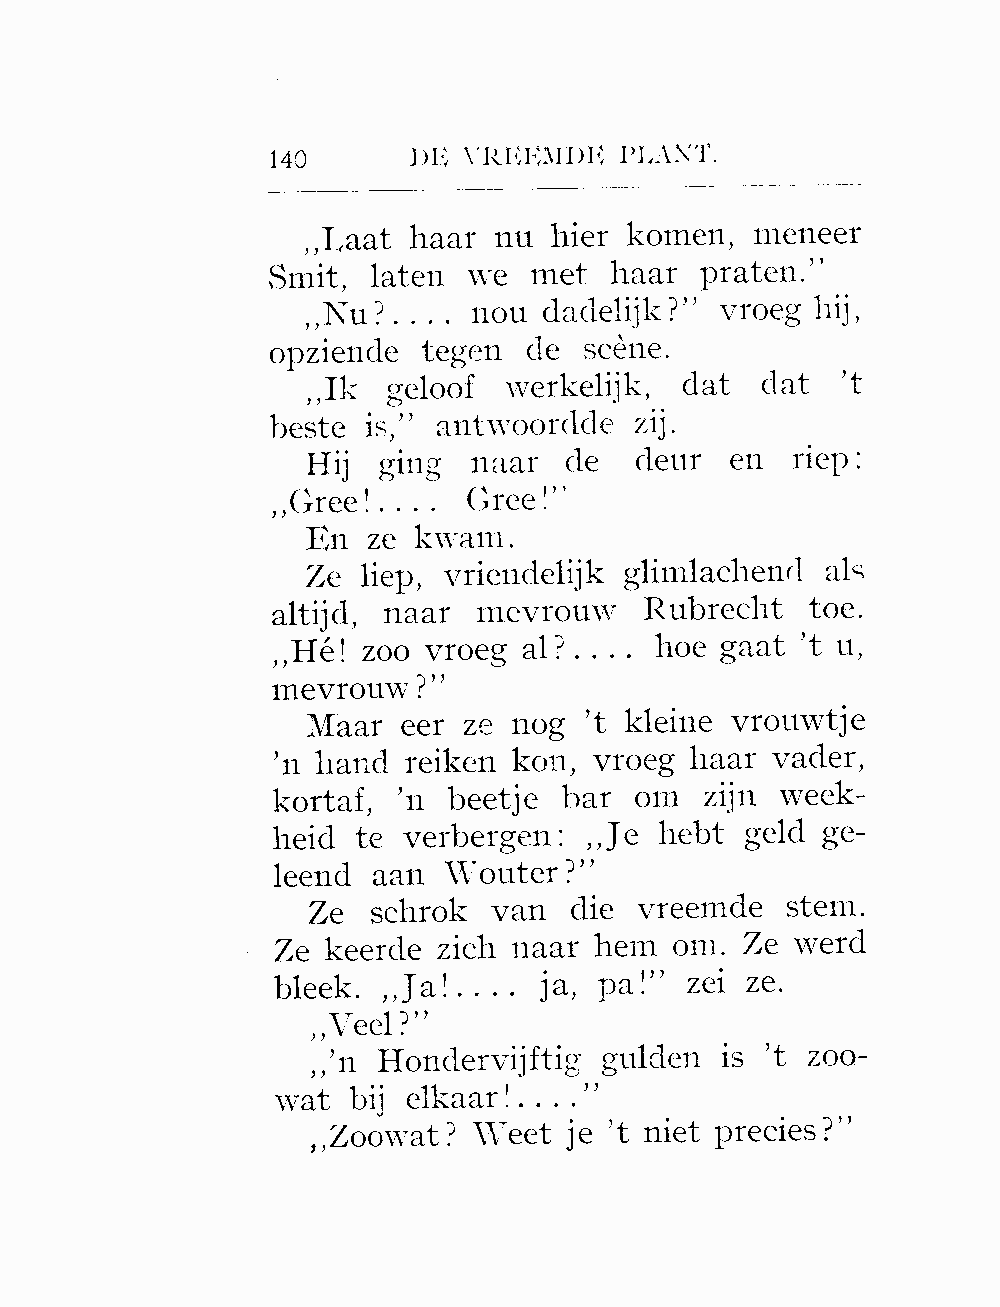 140 DE VREEMDE PLANT.
„Laat haar nu hier komen, meneer
Smit, laten we met haar praten.”
„Nu?.... nou dadelijk?” vroeg hij,
opziende tegen de scène.
„Ik geloof werkelijk, dat dat ’t
beste is,” antwoordde zij.
Hij ging naar de deur en riep:
„Gree!.... Gree!”
En ze kwam.
Ze liep, vriendelijk glimlachend als
altijd, naar mevrouw Rubrecht toe.
„Hé! zoo vroeg al?.... hoe gaat ’t u,
mevrouw?”
Maar eer ze nog ’t kleine vrouwtje
’n hand reiken kon, vroeg haar vader,
kortaf, ’n beetje bar om zijn week-
heid te verbergen: „Je hebt geld ge-
leend aan Wouter?”
Ze schrok van die vreemde stem.
Ze keerde zich naar hem om. Ze werd
bleek. „Ja!.... ja, pa!” zei ze.
„Veel?”
„’n Hondervijftig gulden is ’t zoo-
wat bij elkaar!....”
„Zoowat? Weet je ’t niet precies?”